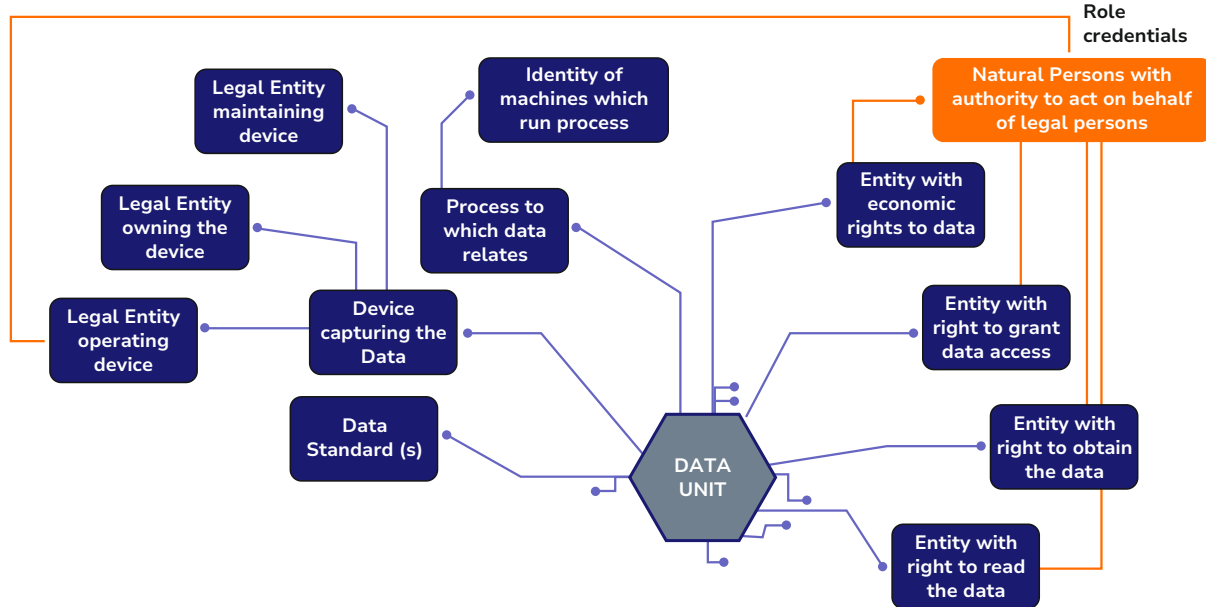 Role
credentials
Identity of
machines which
run process
Natural Persons with
authority to act on behalf
of legal persons
Legal Entity
maintaining
device
Entity with
economic
rights to data
Legal Entity
owning the
device
Process to
which data
relates
Entity with
right to grant
data access
Legal Entity
operating
device
Device
capturing the
Data
Data
Standard (s)
Entity with
right to obtain
the data
DATA
UNIT
Entity with
right to read
the data